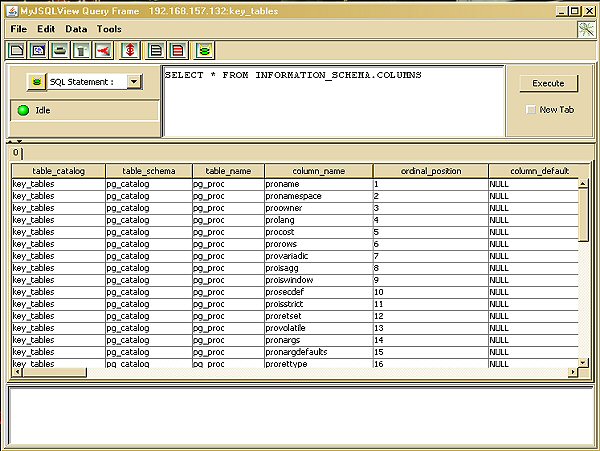 MyJSQLView Query Frame 192.168.157.132:key_tables
File Edit Data Tools
SELECT * FROM INFORMATION_SCHEMA.COLUMNS
SQL Statement :
Execute
Idle
New Tab
0
table_catalog table_schema table_name column_name ordinal_position column_default
key_tables pg_catalog pg_proc proname 1 NULL
key_tables pg_catalog pg_proc pronamespace 2 NULL
key_tables pg_catalog pg_proc proowner 3 NULL
key_tables pg_catalog pg_proc prolang 4 NULL
key_tables pg_catalog pg_proc procost 5 NULL
key_tables pg_catalog pg_proc prorows 6 NULL
key_tables pg_catalog pg_proc provariadic 7 NULL
key_tables pg_catalog pg_proc proisagg 8 NULL
key_tables pg_catalog pg_proc proiswindow 9 NULL
key_tables pg_catalog pg_proc prosecdef 10 NULL
key_tables pg_catalog pg_proc proisstrict 11 NULL
key_tables pg_catalog pg_proc proretset 12 NULL
key_tables pg_catalog pg_proc provolatile 13 NULL
key_tables pg_catalog pg_proc pronargs 14 NULL
key_tables pg_catalog pg_proc pronargdefaults 15 NULL
key_tables pg_catalog pg_proc prorettype 16 NULL